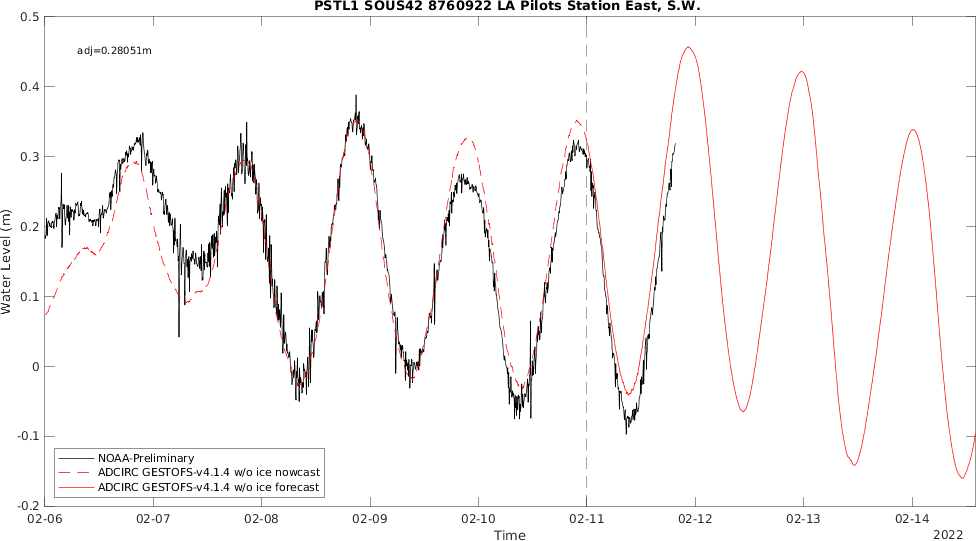 PSTL1 SOUS42 8760922 LA Pilots Station East, S.W.
adj=0.28051m
0.5
0.4
0.3
0.2
0.1
0
-0.1
-0.2
Water Level (m)
NOAA-Preliminary
ADCIRC GESTOFS-v4.1.4 w/o ice nowcast
ADCIRC GESTOFS-v4.1.4 w/o ice forecast
02-06 02-07 02-08 02-09 02-10 02-11 02-12 02-13 02-14
Time
2022